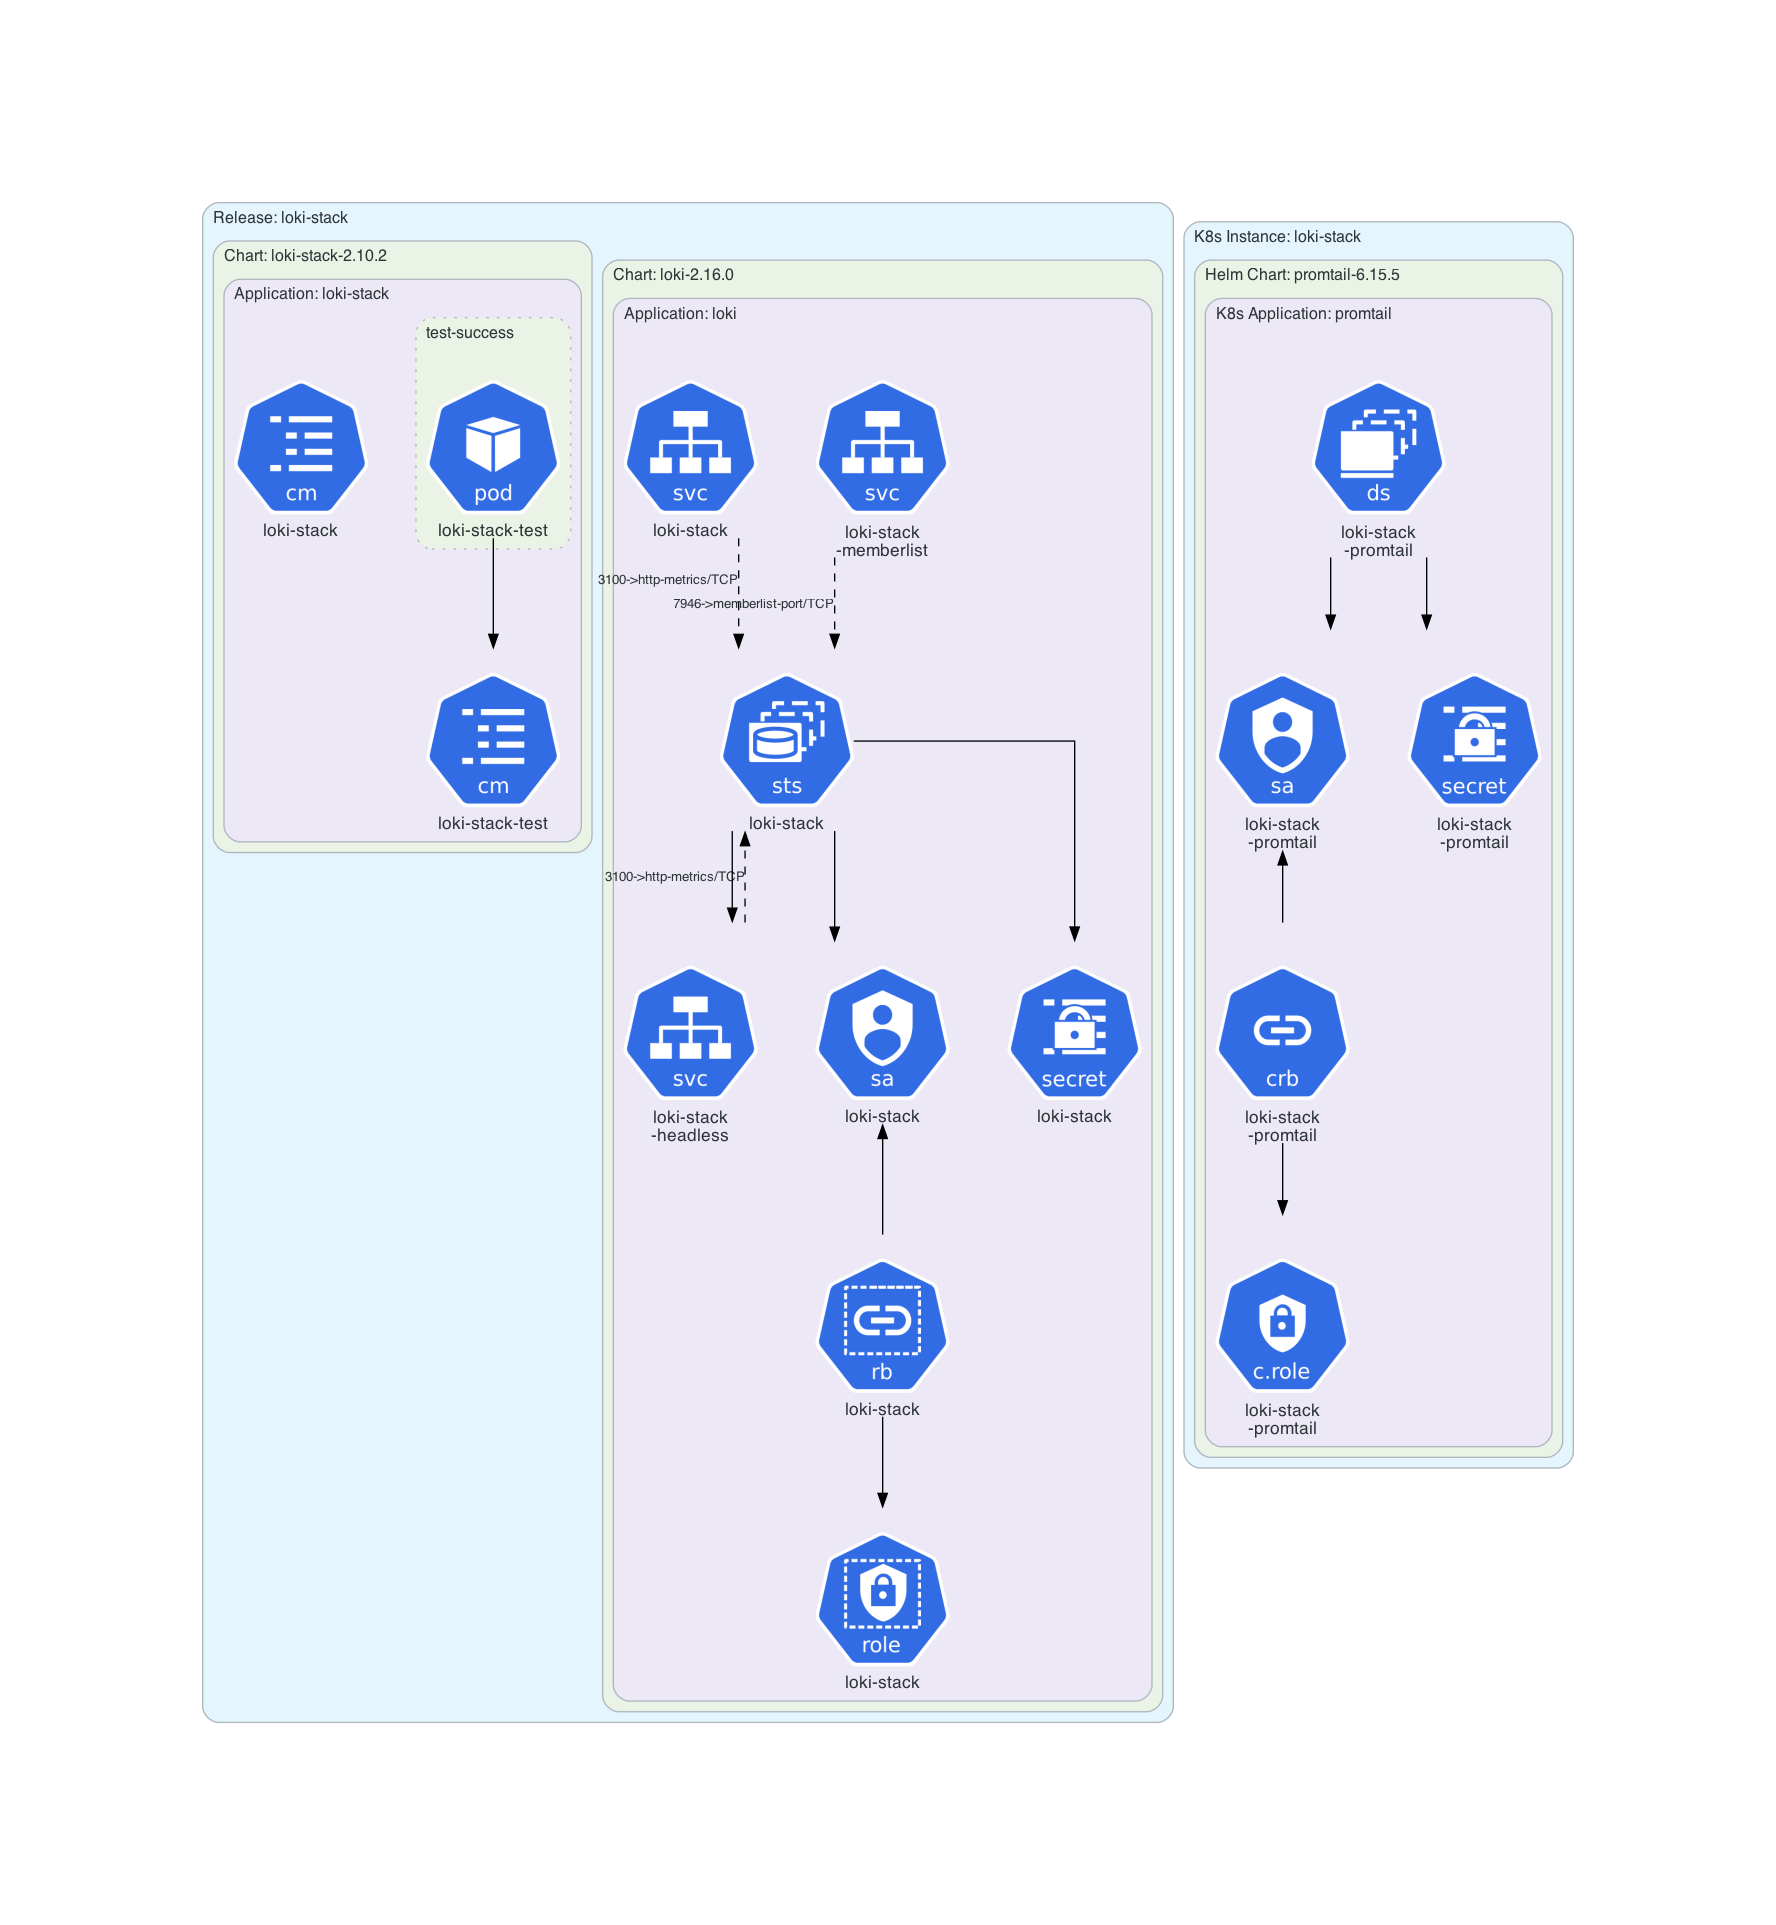 Release: loki-stack
Chart: loki-stack-2.10.2
Application: loki-stack
test-success
cm
loki-stack
pod
loki-stack-test
cm
loki-stack-test
Chart: loki-2.16.0
Application: loki
svc
loki-stack
svc
loki-stack
-memberlist
3100->http-metrics/TCP
7946->memberlist-port/TCP
sts
loki-stack
3100->http-metrics/TCP
svc
loki-stack
-headless
sa
loki-stack
secret
loki-stack
rb
loki-stack
role
loki-stack
K8s Instance: loki-stack
Helm Chart: promtail-6.15.5
K8s Application: promtail
ds
loki-stack
-promtail
sa
loki-stack
-promtail
secret
loki-stack
-promtail
crb
loki-stack
-promtail
c.role
loki-stack
-promtail